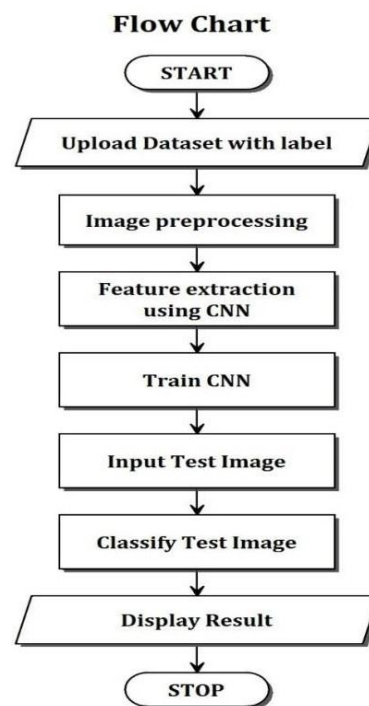 Flow Chart
START
Upload Dataset with label
Image preprocessing
Feature extraction
using CNN
Train CNN
Input Test Image
Classify Test Image
Display Result
STOP